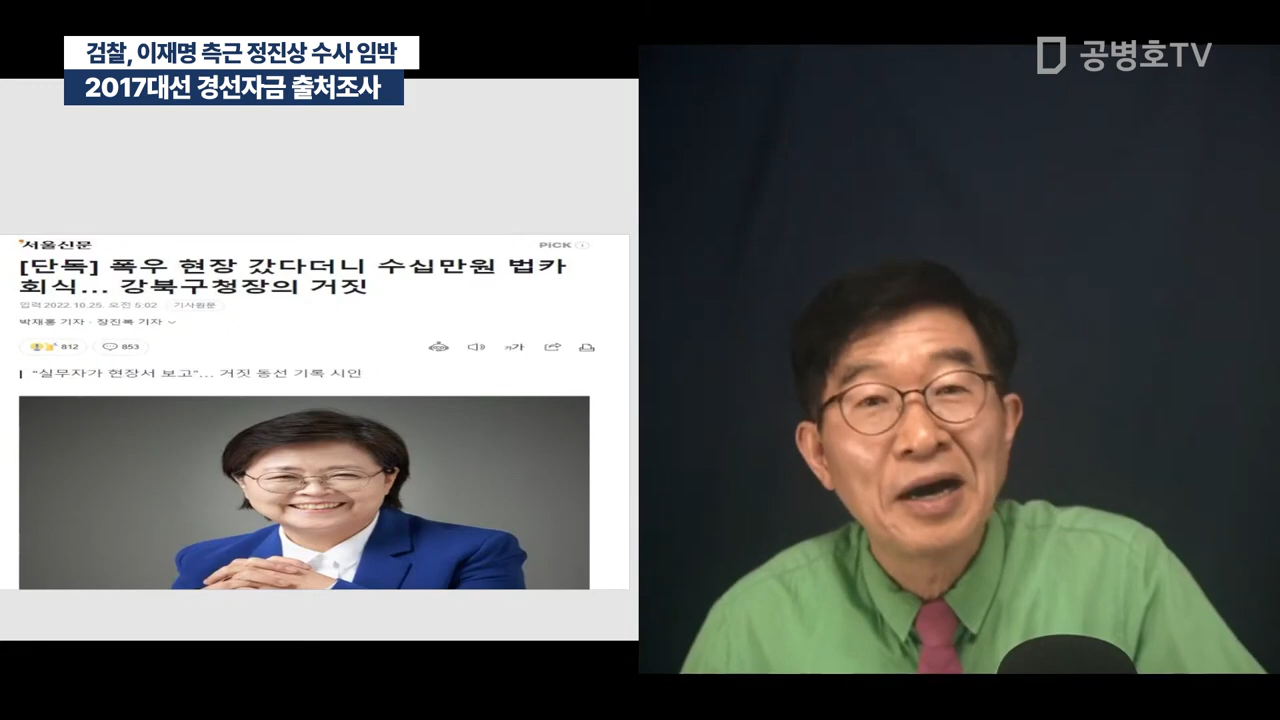 검찰, 이재명 측근 정진상 수사 임박
2017대선 경선자금 출처조사
공병호TV
서울신문
PiCK
[단독] 폭우 현장 갔다더니 수십만원 법카
회식... 강북구청장의 거짓
입력 2022.10.25. 오전 5:02 기사원문
박재홍 기자 · 장진복 기자
812 853
가가
"실무자가 현장서 보고"... 거짓 동선 기록 시인